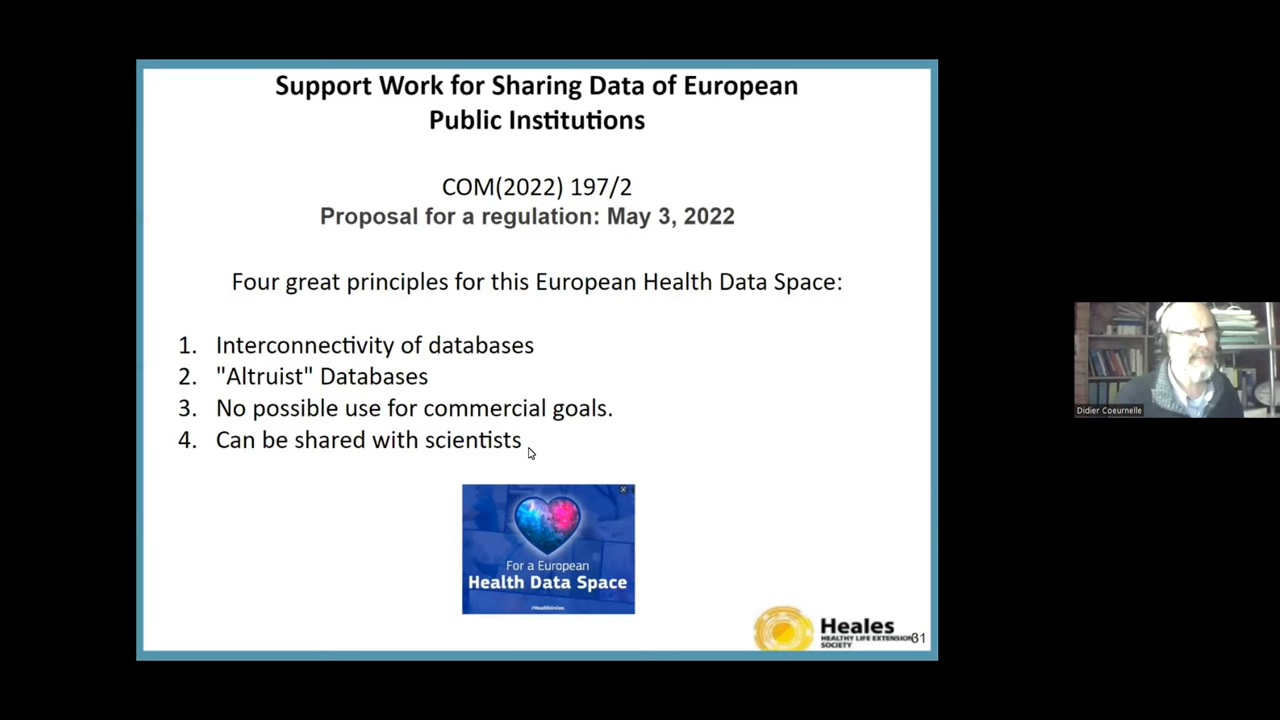 Support Work for Sharing Data of European
Public Institutions
COM(2022) 197/2
Proposal for a regulation: May 3, 2022
Four great principles for this European Health Data Space:
1. Interconnectivity of databases
2. "Altruist" Databases
3. No possible use for commercial goals.
4. Can be shared with scientists
For a European
Health Data Space
#HealthUnion
Heales
HEALTHY LIFE EXTENSION
SOCIETY
31
Didier Coeurnelle